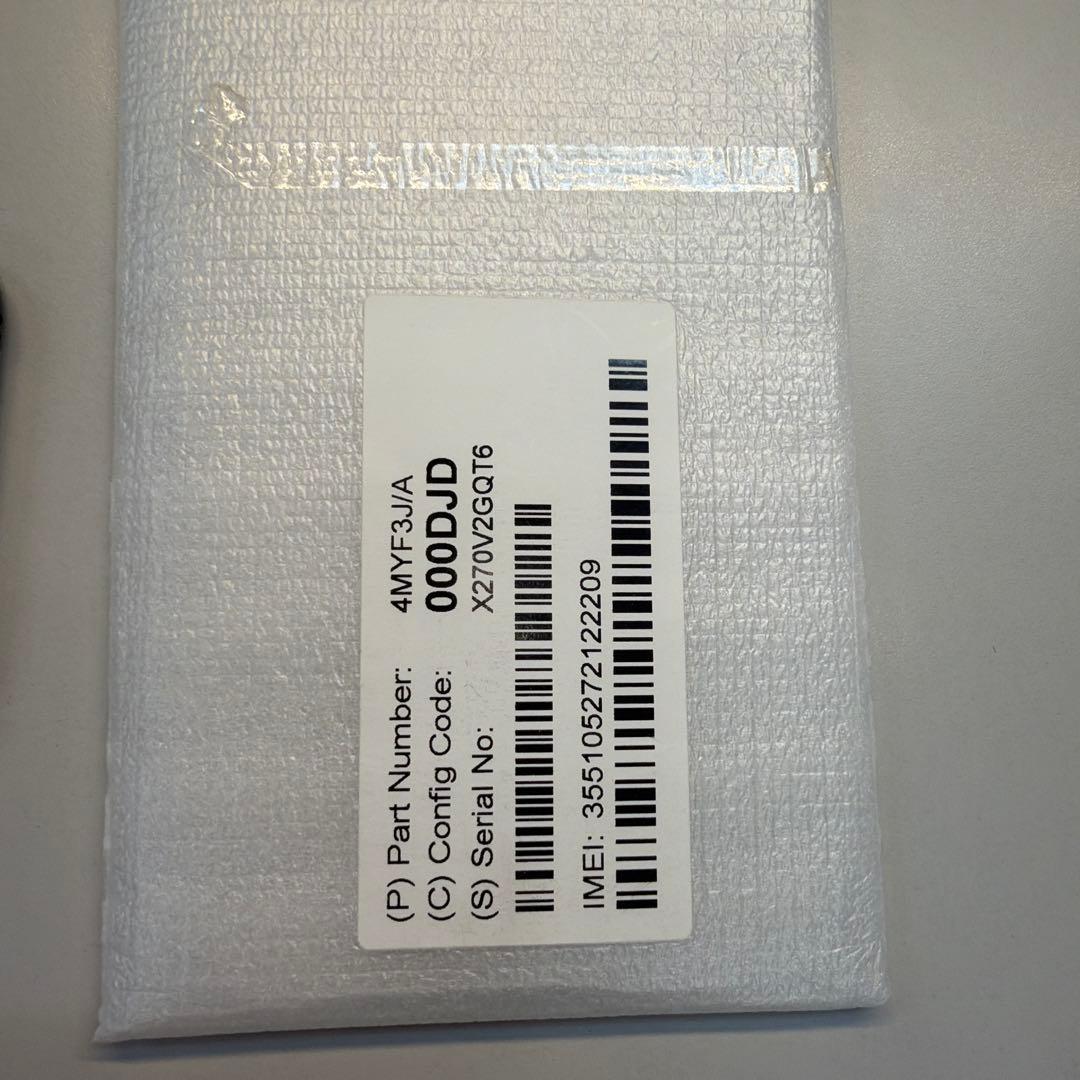 (P) Part Number: 4MYF3J/A
(C) Config Code: 000DJD
(S) Serial No: X270V2GQT6
IMEI: 355105272122209